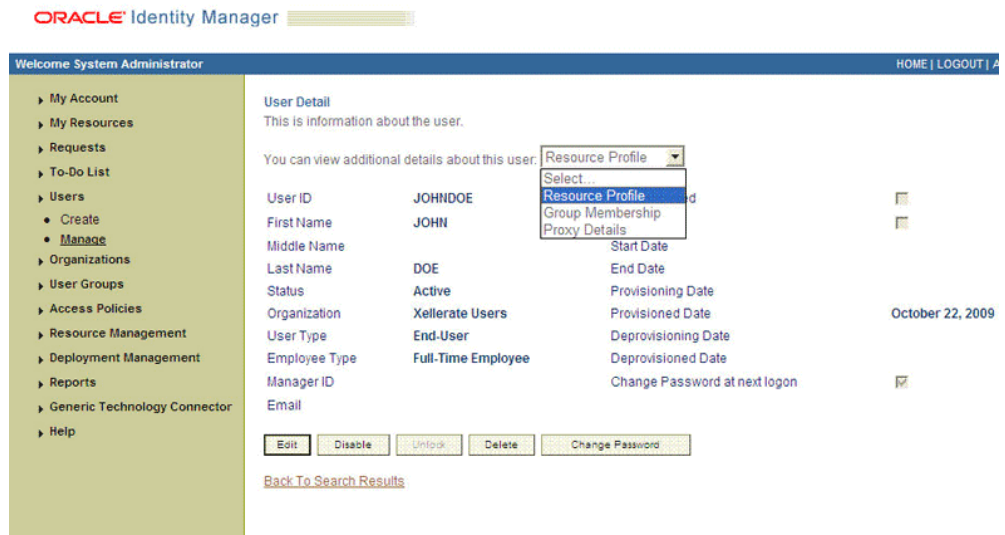 ORACLE Identity Manager
Welcome System Administrator
HOME | LOGOUT | A
My Account
My Resources
Requests
To-Do List
Users
Create
Manage
Organizations
User Groups
Access Policies
Resource Management
Deployment Management
Reports
Generic Technology Connector
Help
User Detail
This is information about the user.
You can view additional details about this user: Resource Profile
Select...
Resource Profile
Group Membership
Proxy Details
User ID JOHNDOE
First Name JOHN
Middle Name Start Date
Last Name DOE End Date
Status Active Provisioning Date
Organization Xellerate Users Provisioned Date October 22, 2009
User Type End-User Deprovisioning Date
Employee Type Full-Time Employee Deprovisioned Date
Manager ID Change Password at next logon
Email
Edit Disable Unlock Delete Change Password
Back To Search Results